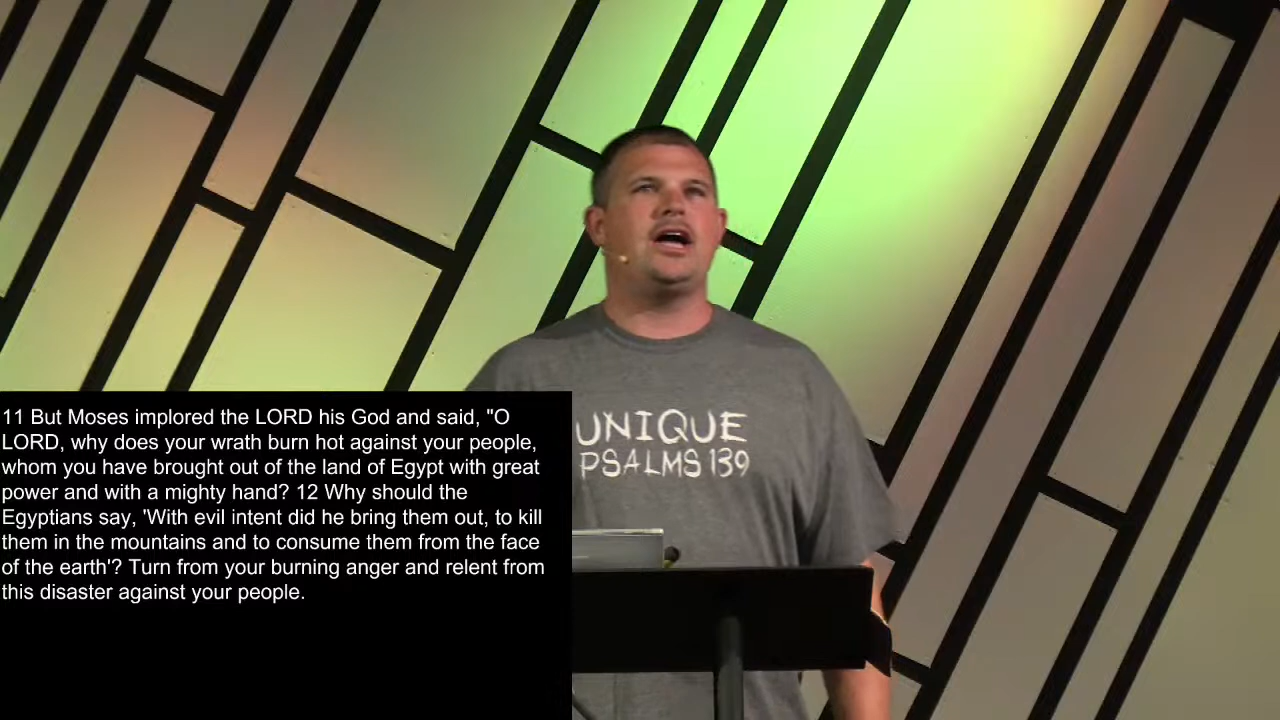 11 But Moses implored the LORD his God and said, "O
LORD, why does your wrath burn hot against your people,
whom you have brought out of the land of Egypt with great
power and with a mighty hand? 12 Why should the
Egyptians say, 'With evil intent did he bring them out, to kill
them in the mountains and to consume them from the face
of the earth'? Turn from your burning anger and relent from
this disaster against your people.
UNIQUE
PSALMS 139